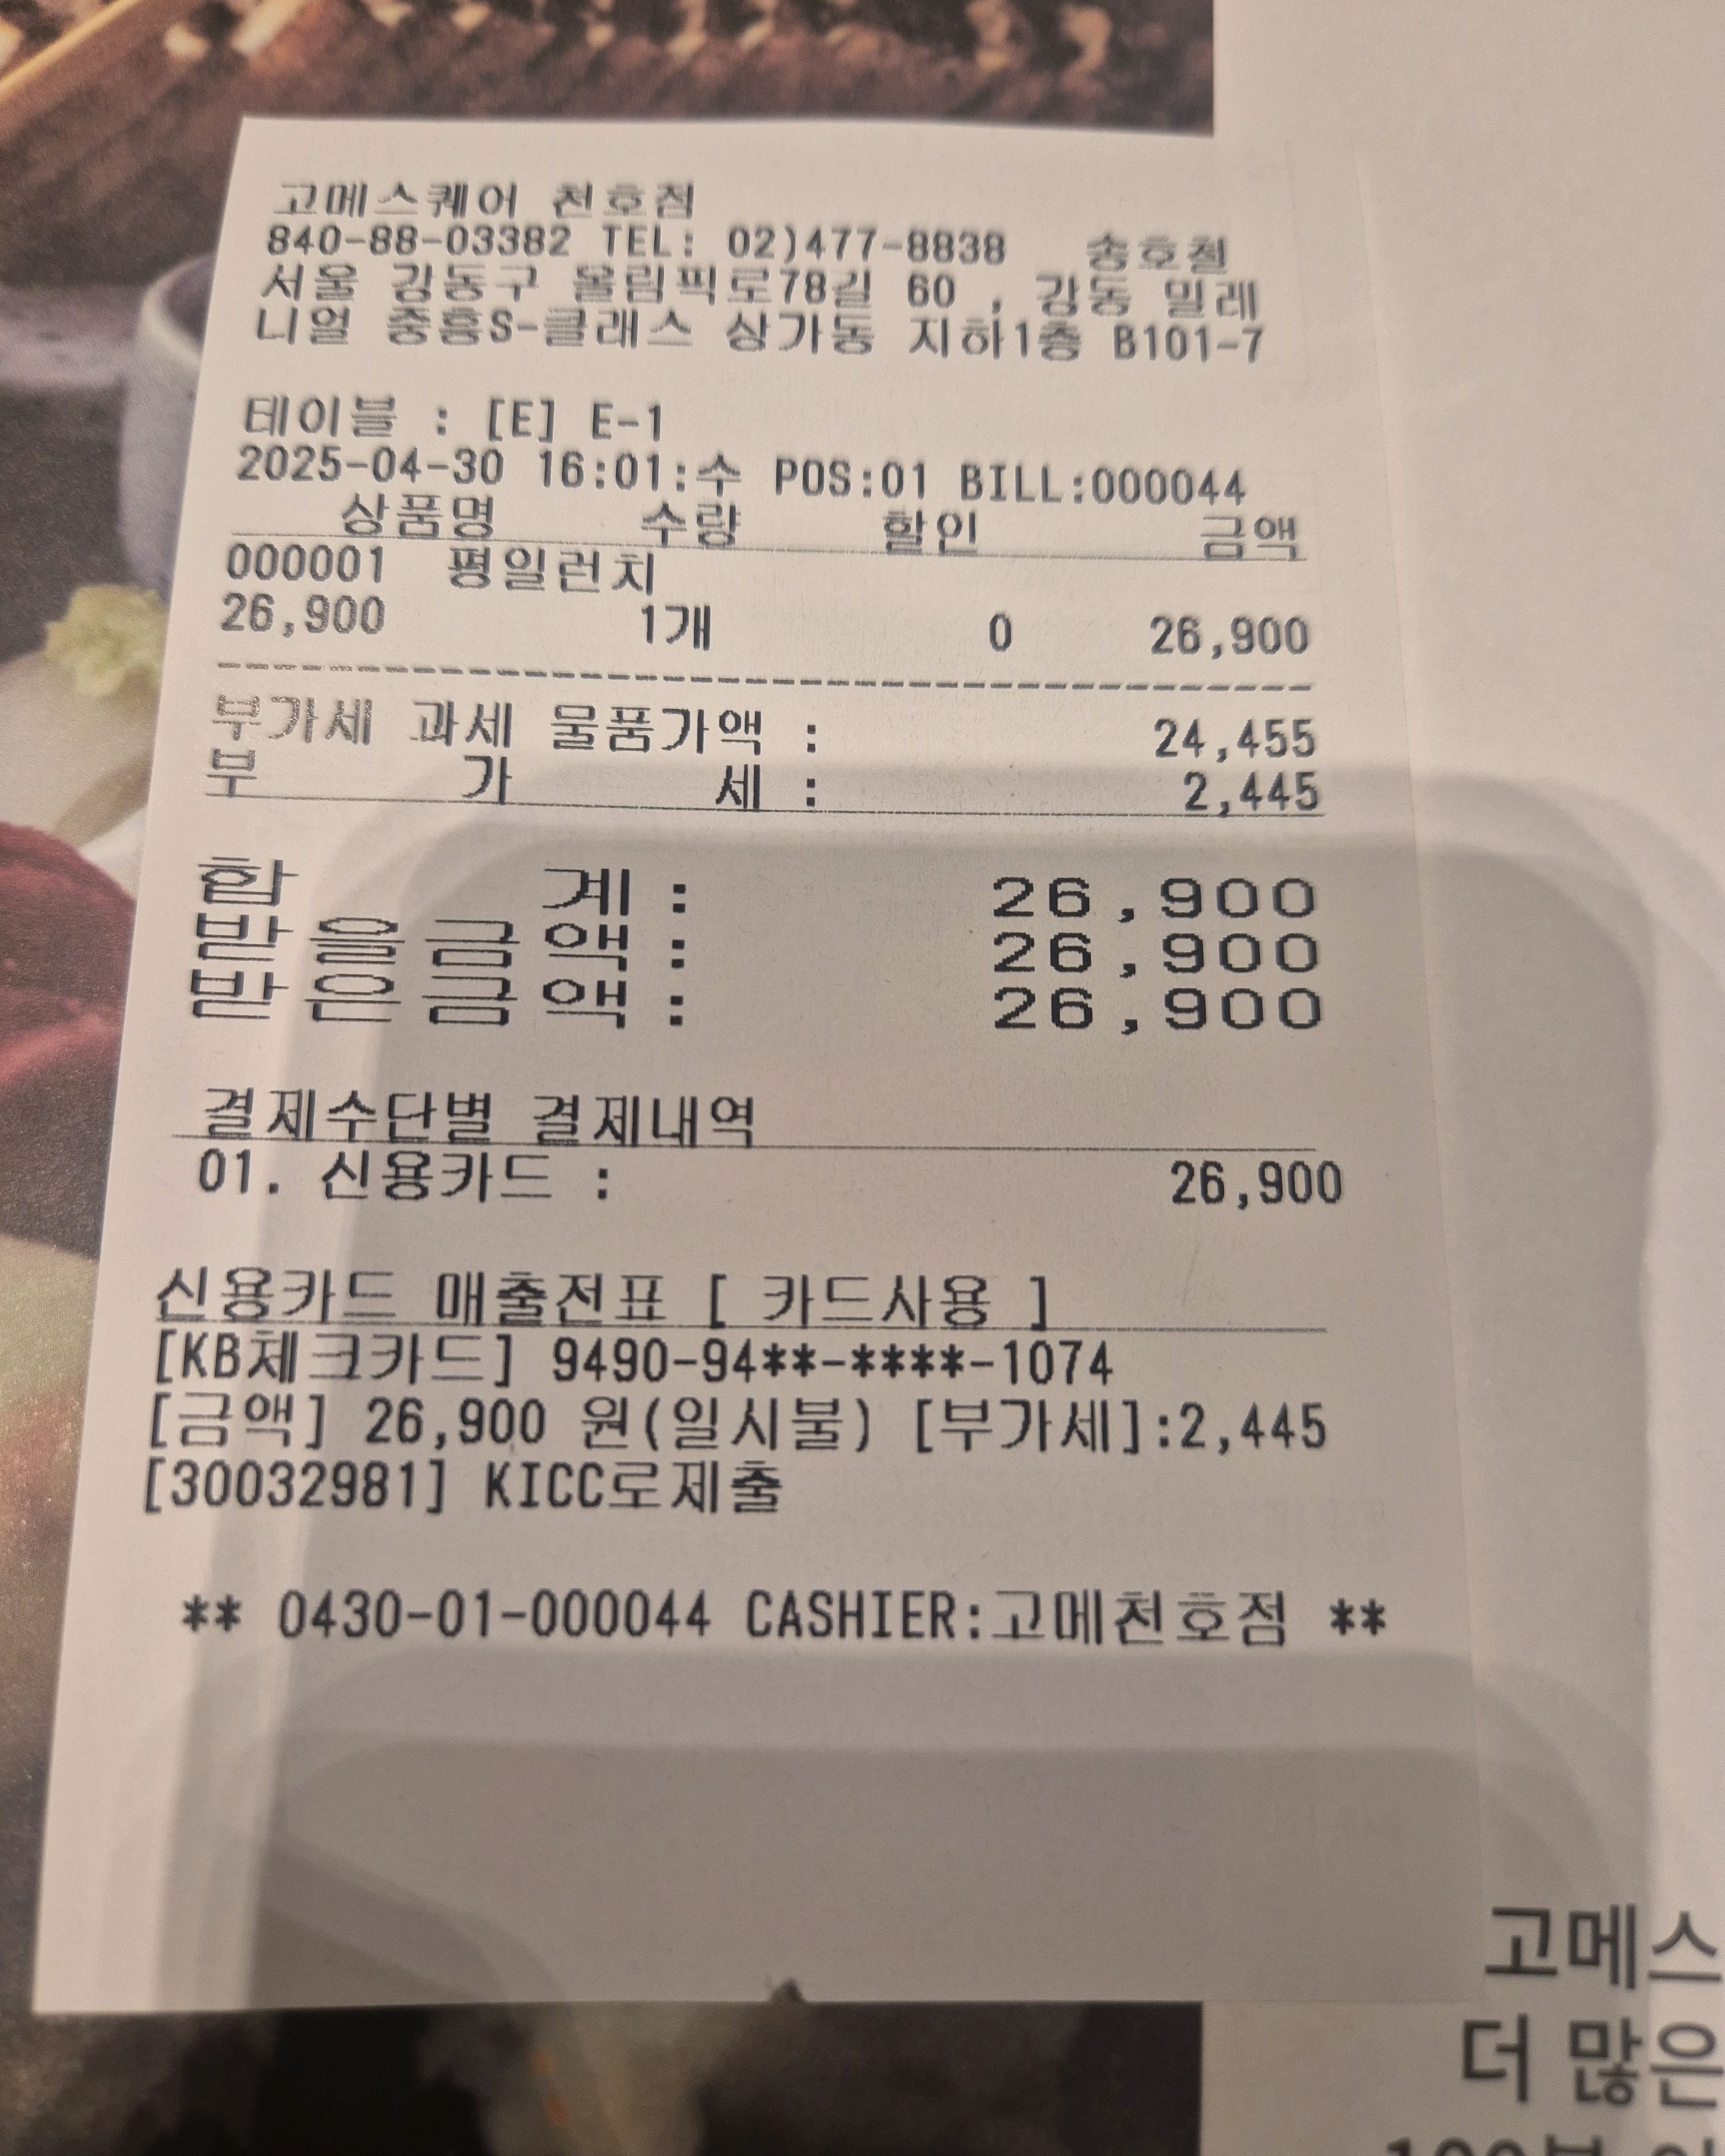 고메스퀘어 천호점
840-88-03382 TEL: 02)477-8838 송호철
서울 강동구 올림픽로78길 60 , 강동 밀레
니얼 중흥S-클래스 상가동 지하1층 B101-7
테이블 : [E] E-1
2025-04-30 16:01:수 POS:01 BILL:000044
상품명 수량 할인 금액
000001 평일런치
26,900 1개 0 26,900
부가세 과세 물품가액 : 24,455
부 가 세 : 2,445
합 계 : 26,900
받을금액 : 26,900
받은금액 : 26,900
결제수단별 결제내역
01. 신용카드 : 26,900
신용카드 매출전표 [ 카드사용 ]
[KB체크카드] 9490-94**-****-1074
[금액] 26,900 원(일시불) [부가세]:2,445
[30032981] KICC로제출
** 0430-01-000044 CASHIER:고메천호점 **
고메스
더 많은